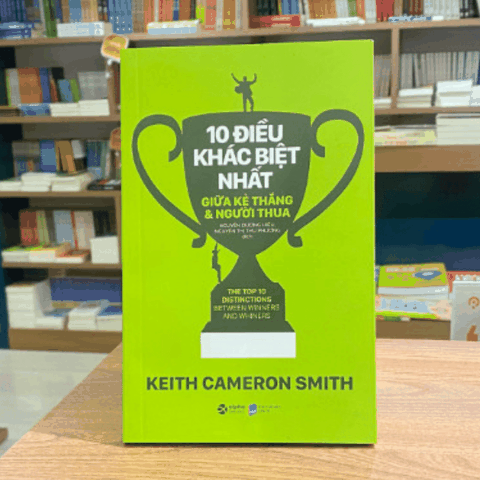 10 ĐIỀU
KHÁC BIỆT
NHẤT
GIỮA KẺ THẮNG
& NGƯỜI THUA
THE TOP 10
DISTINCTIONS
BETWEEN WINNERS
AND WHINERS
KEITH CAMERON SMITH